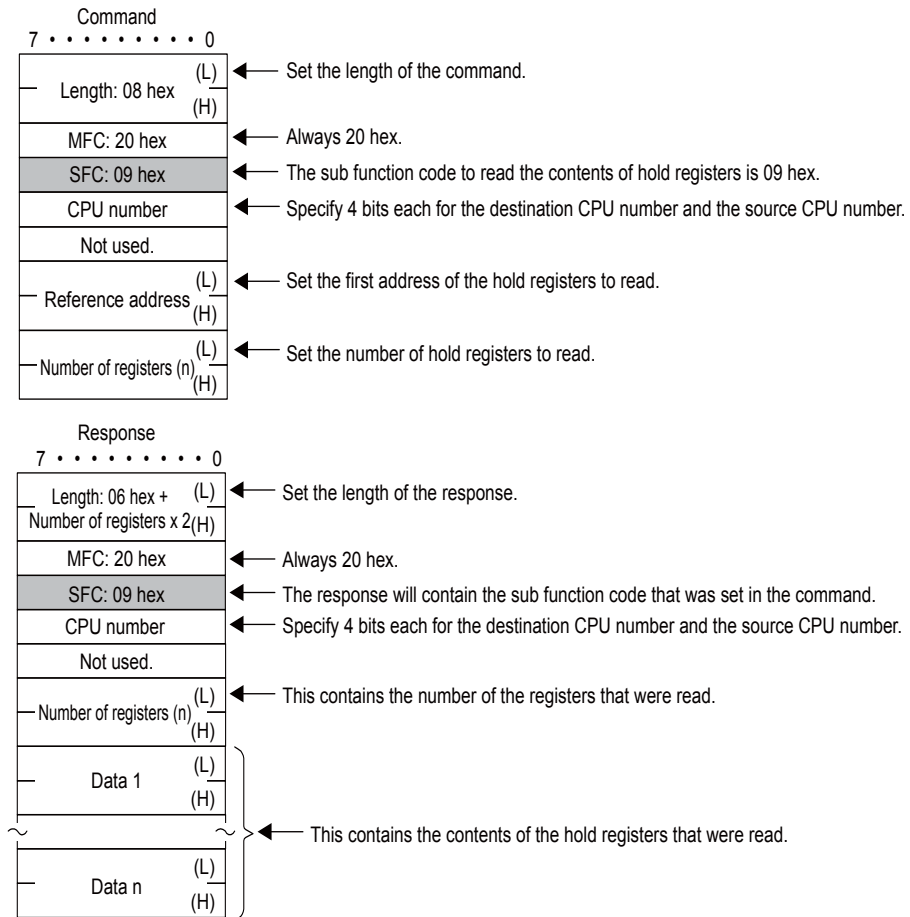 Command
7 • • • • • • • • • 0
(L)
Length: 08 hex
(H)
Set the length of the command.
MFC: 20 hex
Always 20 hex.
SFC: 09 hex
The sub function code to read the contents of hold registers is 09 hex.
CPU number
Specify 4 bits each for the destination CPU number and the source CPU number.
Not used.
(L)
Reference address
(H)
Set the first address of the hold registers to read.
(L)
Number of registers (n)
(H)
Set the number of hold registers to read.
Response
7 • • • • • • • • • 0
Length: 06 hex + (L)
Number of registers x 2 (H)
Set the length of the response.
MFC: 20 hex
Always 20 hex.
SFC: 09 hex
The response will contain the sub function code that was set in the command.
CPU number
Specify 4 bits each for the destination CPU number and the source CPU number.
Not used.
(L)
Number of registers (n)
(H)
This contains the number of the registers that were read.
(L)
Data 1
(H)
~ ~
This contains the contents of the hold registers that were read.
(L)
Data n
(H)